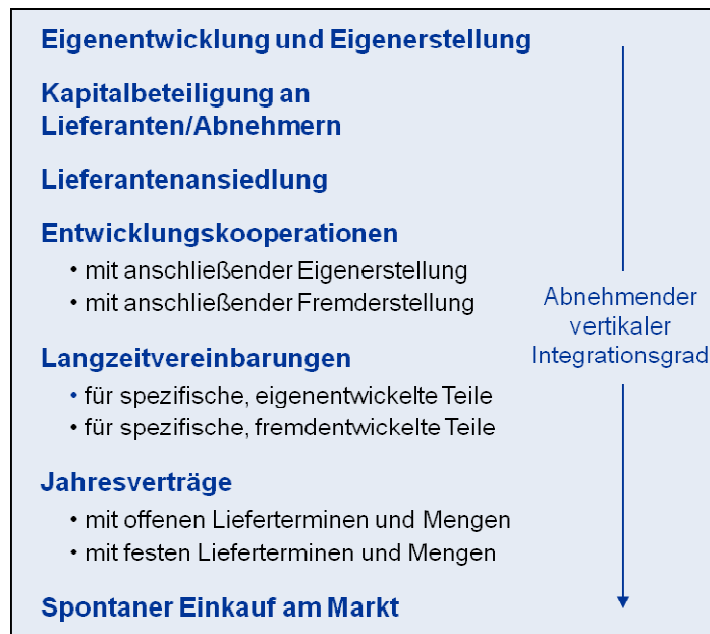 Eigenentwicklung und Eigenerstellung
Kapitalbeteiligung an
Lieferanten/Abnehmern
Lieferantenansiedlung
Entwicklungskooperationen
• mit anschließender Eigenerstellung
• mit anschließender Fremderstellung
Langzeitvereinbarungen
• für spezifische, eigenentwickelte Teile
• für spezifische, fremdentwickelte Teile
Jahresverträge
• mit offenen Lieferterminen und Mengen
• mit festen Lieferterminen und Mengen
Spontaner Einkauf am Markt
Abnehmender
vertikaler
Integrationsgrad